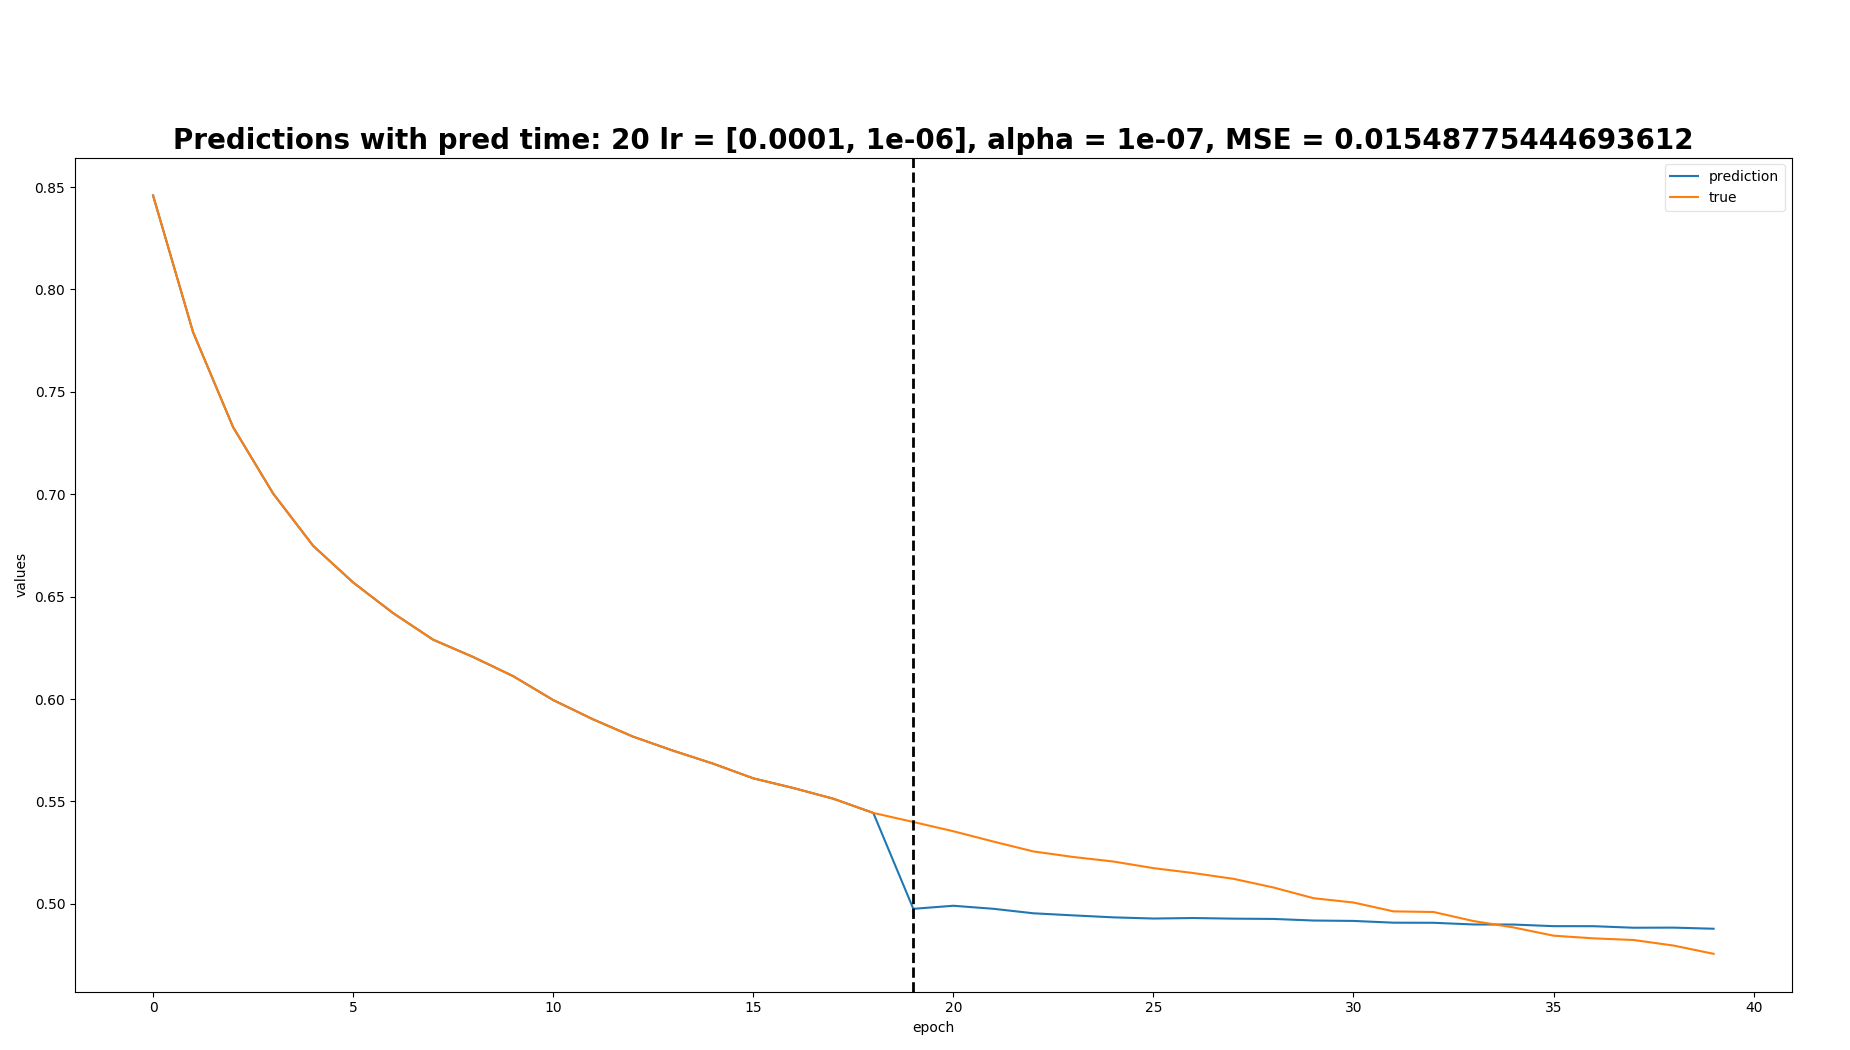 Predictions with pred time: 20 lr = [0.0001, 1e-06], alpha = 1e-07, MSE = 0.01548775444693612
prediction
true
0.85
0.80
0.75
0.70
0.65
0.60
0.55
0.50
values
0 5 10 15 20 25 30 35 40
epoch